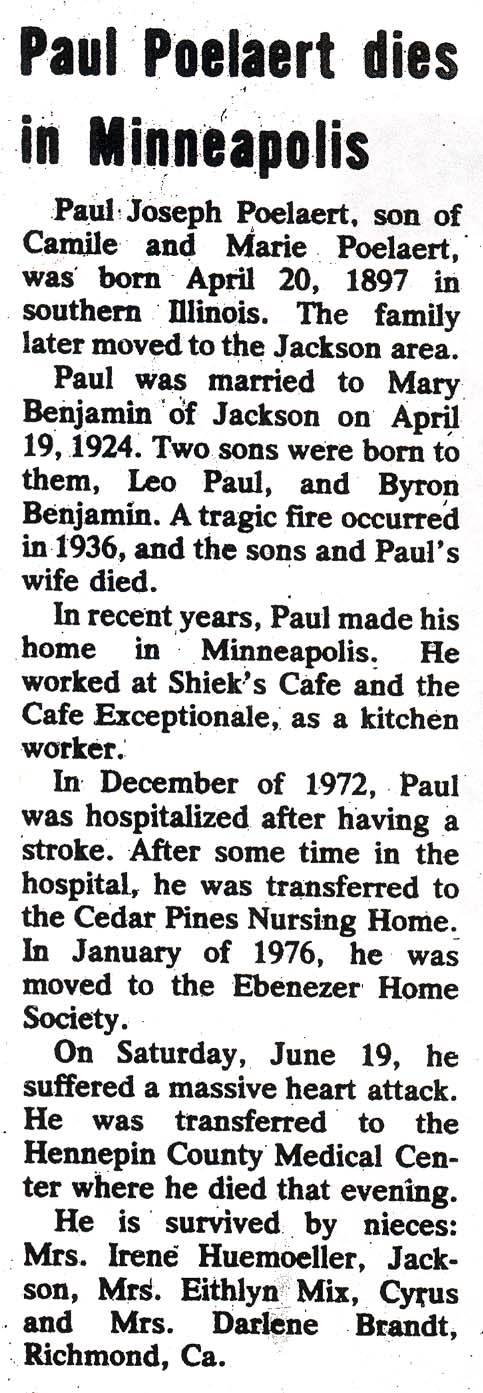 Paul Poelaert dies
in Minneapolis
Paul Joseph Poelaert, son of
Camile and Marie Poelaert,
was born April 20, 1897 in
southern Illinois. The family
later moved to the Jackson area.
Paul was married to Mary
Benjamin of Jackson on April
19, 1924. Two sons were born to
them, Leo Paul, and Byron
Benjamin. A tragic fire occurred
in 1936, and the sons and Paul's
wife died.
In recent years, Paul made his
home in Minneapolis. He
worked at Shiek's Cafe and the
Cafe Exceptionale, as a kitchen
worker.
In December of 1972, Paul
was hospitalized after having a
stroke. After some time in the
hospital, he was transferred to
the Cedar Pines Nursing Home.
In January of 1976, he was
moved to the Ebenezer Home
Society.
On Saturday, June 19, he
suffered a massive heart attack.
He was transferred to the
Hennepin County Medical Cen-
ter where he died that evening.
He is survived by nieces:
Mrs. Irene Huemoeller, Jack-
son, Mrs. Eithlyn Mix, Cyrus
and Mrs. Darlene Brandt,
Richmond, Ca.